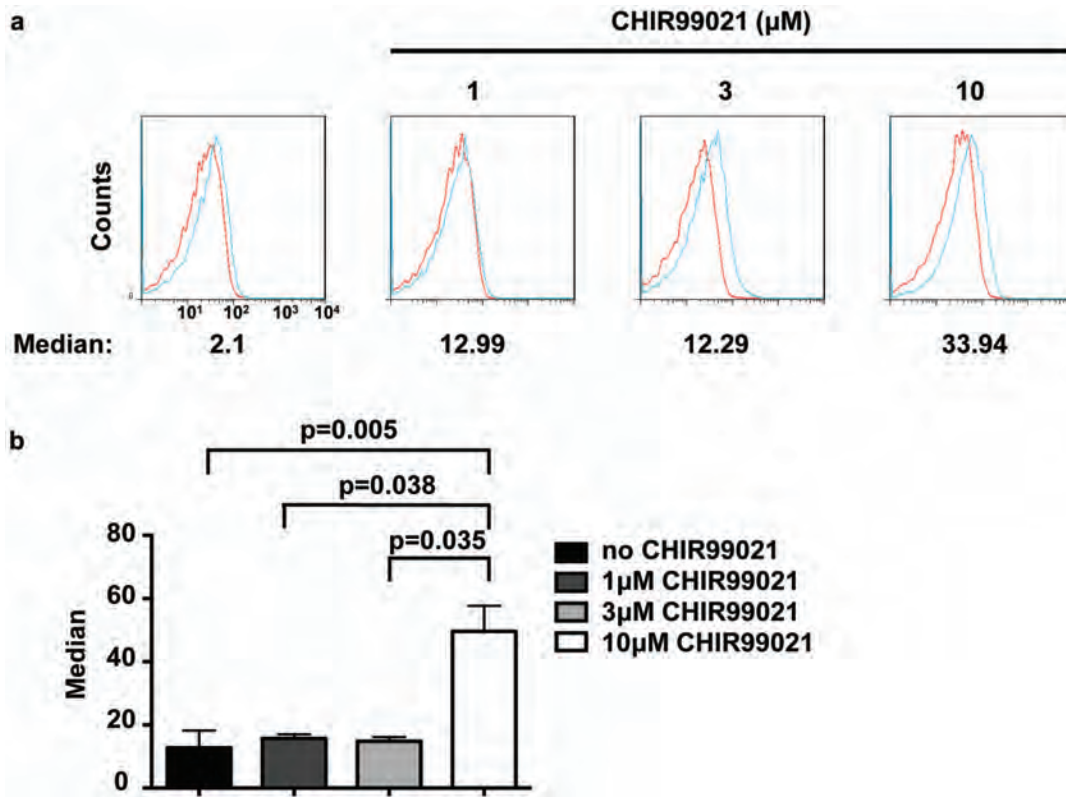 a
CHIR99021 (µM)
1 3 10
Counts
0
10¹ 10² 10³ 10⁴
Median: 2.1 12.99 12.29 33.94
b
p=0.005
p=0.038
p=0.035
80
60
40
20
0
Median
no CHIR99021
1µM CHIR99021
3µM CHIR99021
10µM CHIR99021